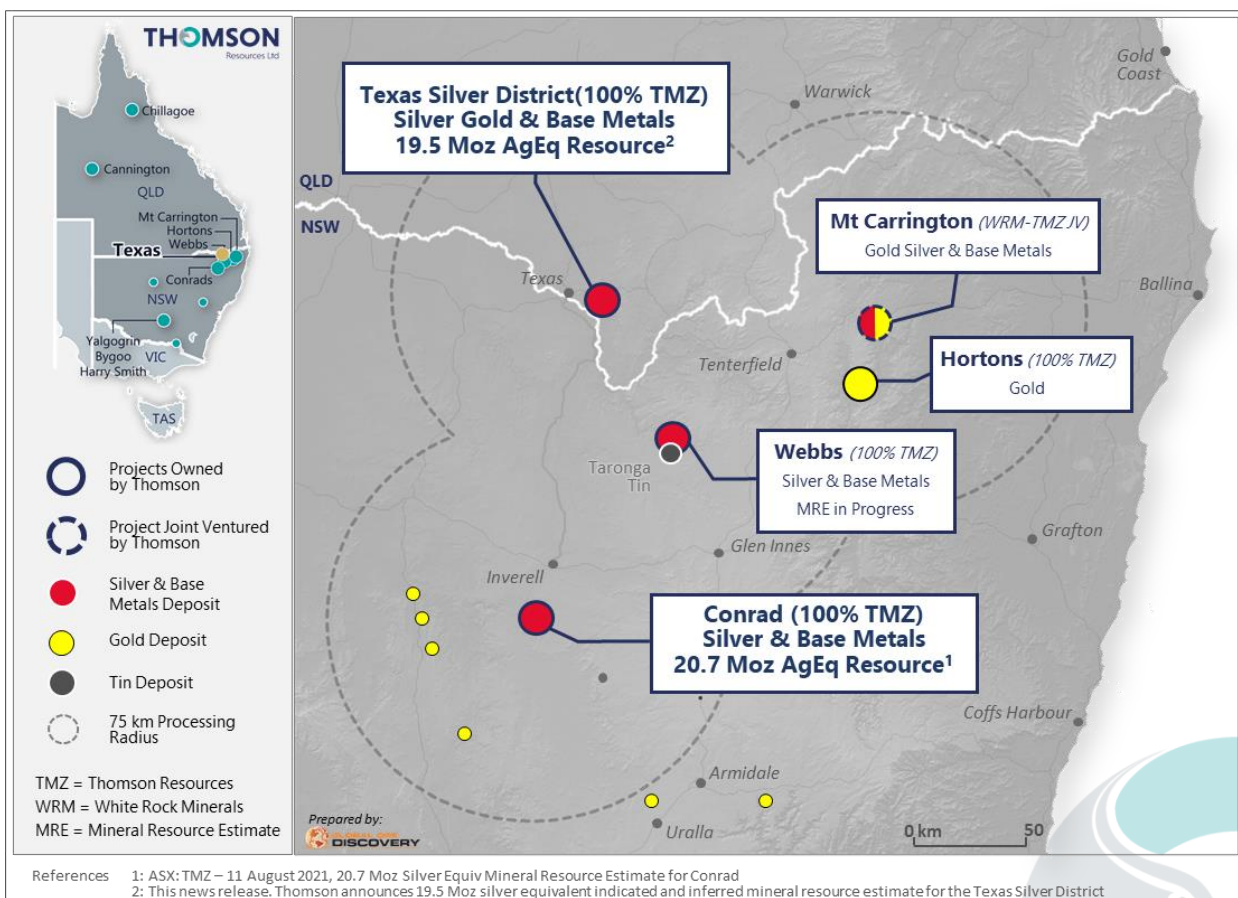 THOMSON
Resources Ltd
Chillagoe
Cannington
QLD
Mt Carrington
Hortons
Webbs
Texas
Conrads
NSW
Yalgogrin
Bygoo
Harry Smith
VIC
TAS
Projects Owned
by Thomson
Project Joint Ventured
by Thomson
Silver & Base
Metals Deposit
Gold Deposit
Tin Deposit
75 km Processing
Radius
TMZ = Thomson Resources
WRM = White Rock Minerals
MRE = Mineral Resource Estimate
Gold
Coast
Warwick
Texas Silver District(100% TMZ)
Silver Gold & Base Metals
19.5 Moz AgEq Resource2
QLD
NSW
Mt Carrington (WRM-TMZ JV)
Gold Silver & Base Metals
Texas
Ballina
Tenterfield
Hortons (100% TMZ)
Gold
Webbs (100% TMZ)
Silver & Base Metals
MRE in Progress
Taronga
Tin
Grafton
Glen Innes
Inverell
Conrad (100% TMZ)
Silver & Base Metals
20.7 Moz AgEq Resource1
Coffs Harbour
Armidale
Uralla
Prepared by:
GLOBAL ORE
DISCOVERY
0 km 50
References 1: ASX: TMZ – 11 August 2021, 20.7 Moz Silver Equiv Mineral Resource Estimate for Conrad
2: This news release. Thomson announces 19.5 Moz silver equivalent indicated and inferred mineral resource estimate for the Texas Silver District